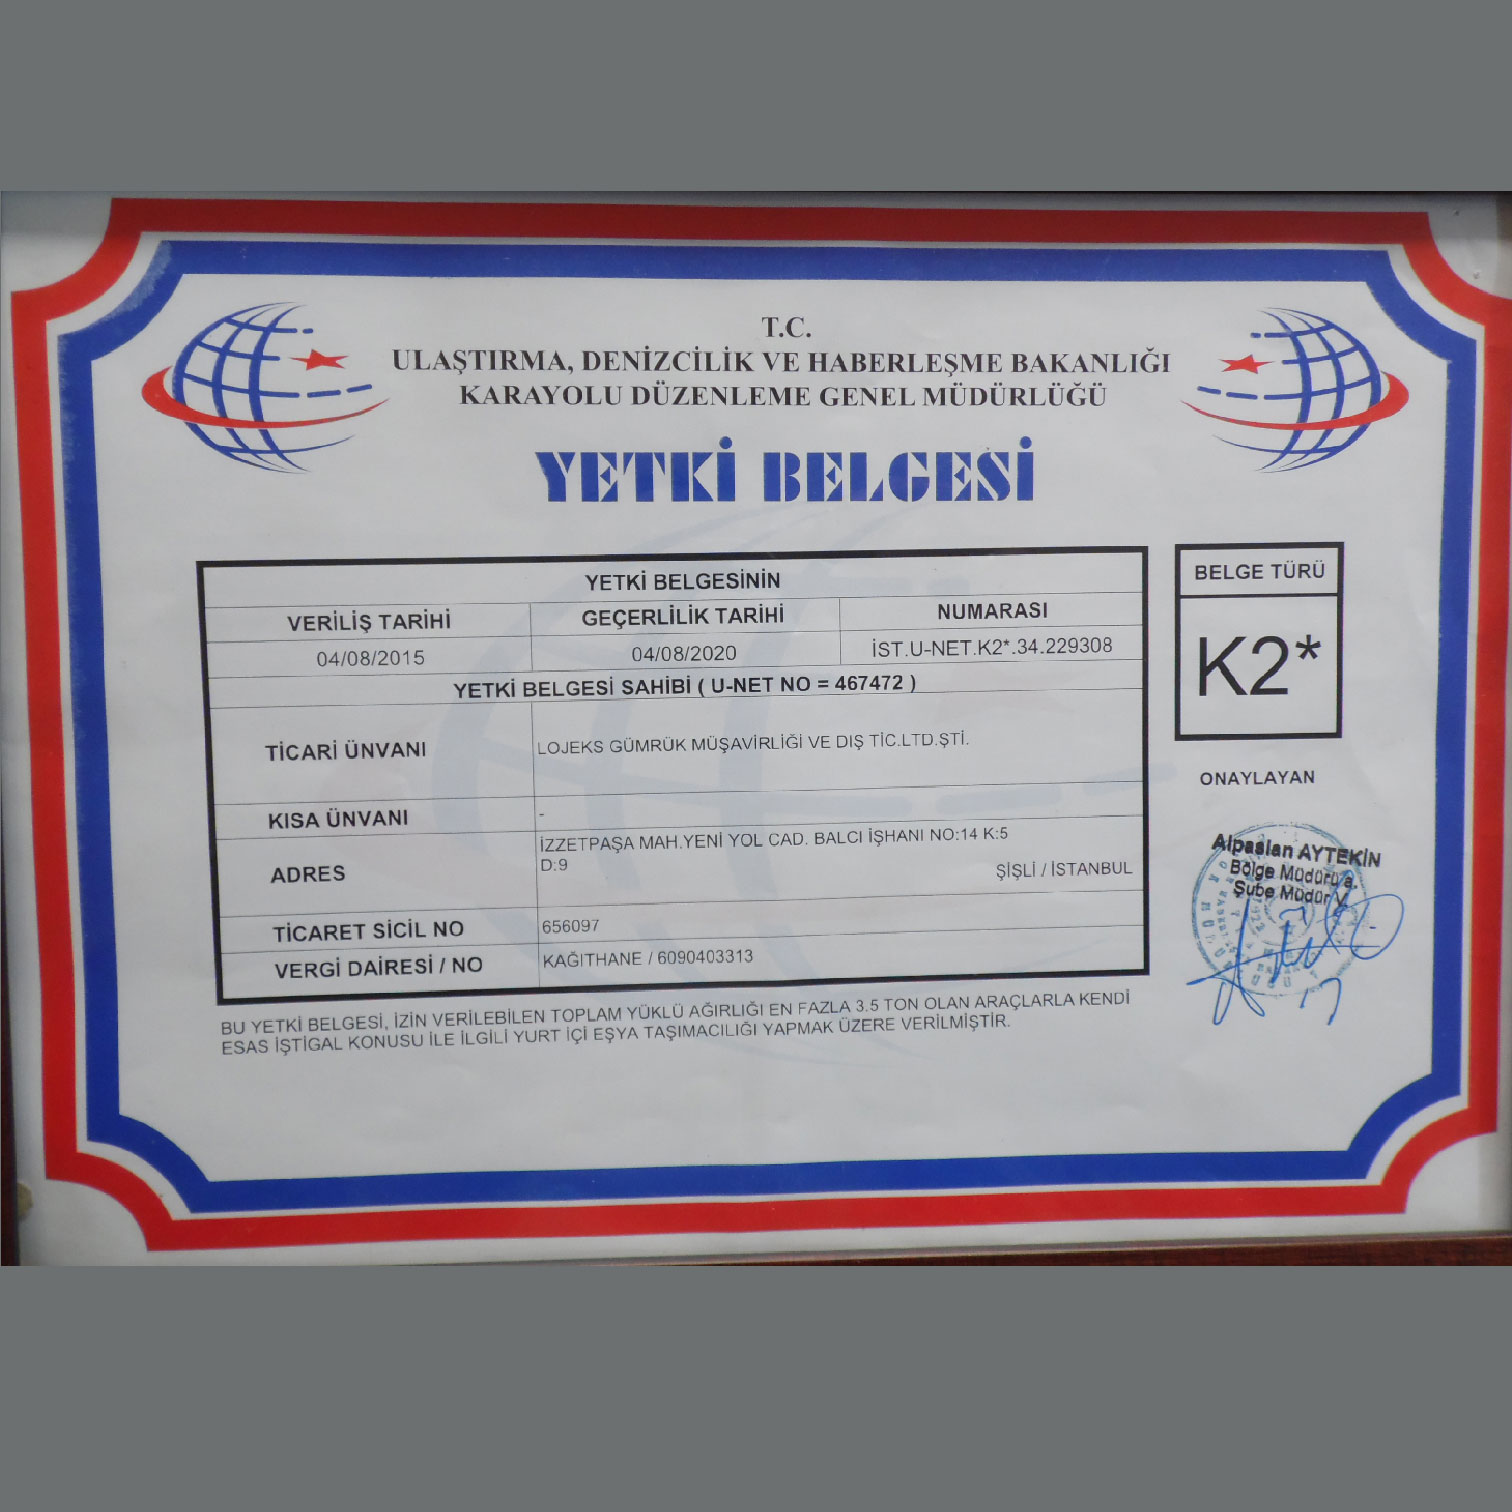 T.C.
ULAŞTIRMA, DENİZCİLİK VE HABERLEŞME BAKANLIĞI
KARAYOLU DÜZENLEME GENEL MÜDÜRLÜĞÜ
YETKİ BELGESİ
YETKİ BELGESİNİN
VERİLİŞ TARİHİ GEÇERLİLİK TARİHİ NUMARASI
04/08/2015 04/08/2020 İST.U-NET.K2*.34.229308
YETKİ BELGESİ SAHİBİ ( U-NET NO = 467472 )
TİCARİ ÜNVANI LOJEKS GÜMRÜK MÜŞAVİRLİĞİ VE DIŞ TİC.LTD.ŞTİ.
KISA ÜNVANI -
ADRES İZZETPAŞA MAH.YENİ YOL CAD. BALCI İŞHANI NO:14 K:5
D:9 ŞİŞLİ / İSTANBUL
TİCARET SİCİL NO 656097
VERGİ DAİRESİ / NO KAĞITHANE / 6090403313
BU YETKİ BELGESİ, İZİN VERİLEBİLEN TOPLAM YÜKLÜ AĞIRLIĞI EN FAZLA 3.5 TON OLAN ARAÇLARLA KENDİ
ESAS İŞTİGAL KONUSU İLE İLGİLİ YURT İÇİ EŞYA TAŞIMACILIĞI YAPMAK ÜZERE VERİLMİŞTİR.
BELGE TÜRÜ
K2*
ONAYLAYAN
Alpaslan AYTEKİN
Bölge Müdürü a.
Şube Müdür V.